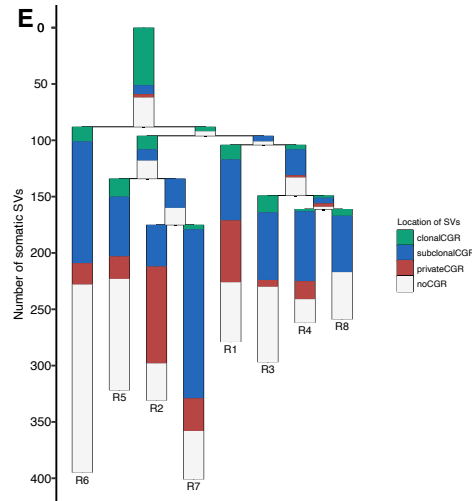 E
Number of somatic SVs
0
50
100
150
200
250
300
350
400
R6
R5
R2
R7
R1
R3
R4
R8
Location of SVs
clonalCGR
subclonalCGR
privateCGR
noCGR